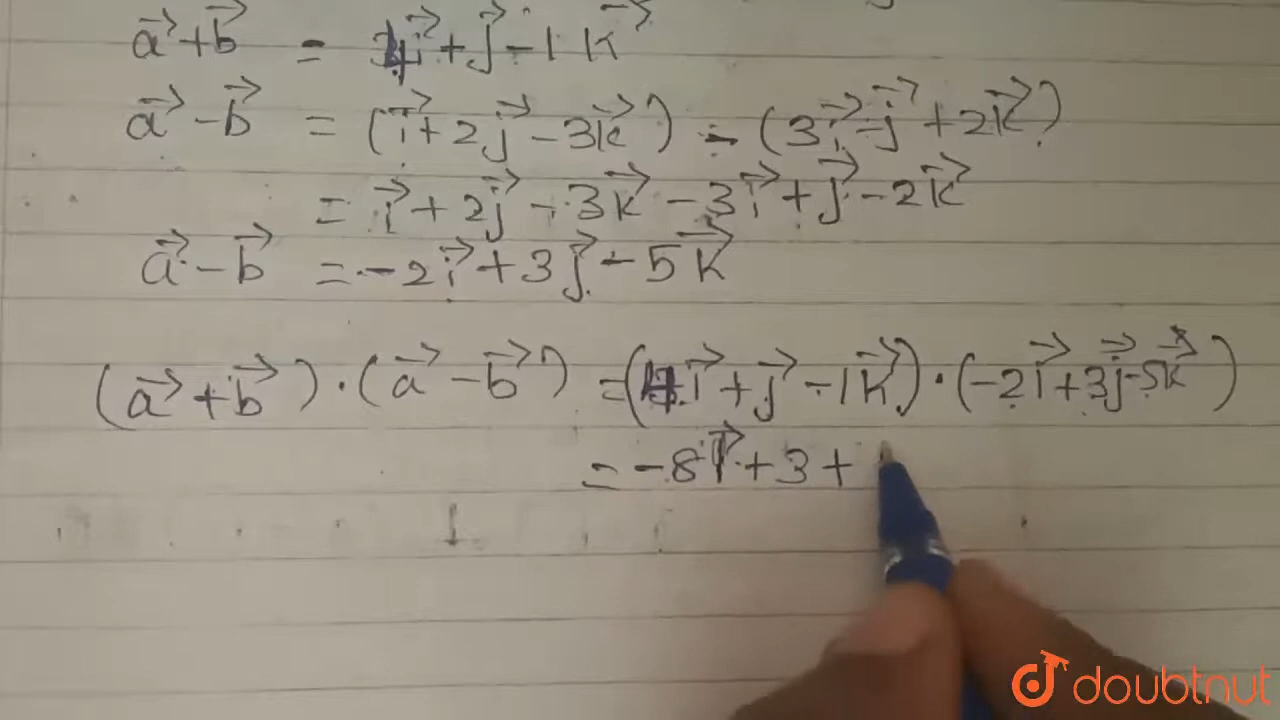 a⃗ + b⃗ = 4i⃗ + j⃗ - 1k⃗
a⃗ - b⃗ = (i⃗ + 2j⃗ - 3k⃗) - (3i⃗ - j⃗ + 2k⃗)
= i⃗ + 2j⃗ - 3k⃗ - 3i⃗ + j⃗ - 2k⃗
a⃗ - b⃗ = -2i⃗ + 3j⃗ - 5k⃗
(a⃗ + b⃗) · (a⃗ - b⃗) = (4i⃗ + j⃗ - 1k⃗) · (-2i⃗ + 3j⃗ - 5k⃗)
= -8i⃗ + 3 +
doubtnut